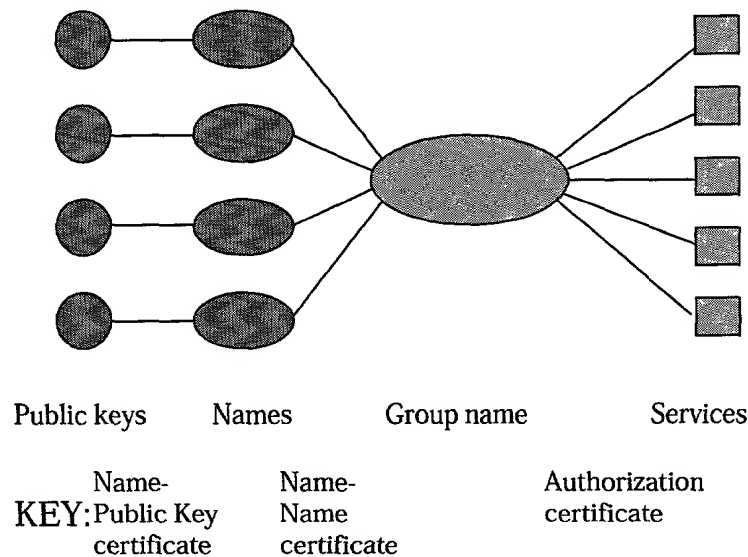 Public keys Names Group name Services
KEY:
Name-
Public Key
certificate
Name-
Name
certificate
Authorization
certificate